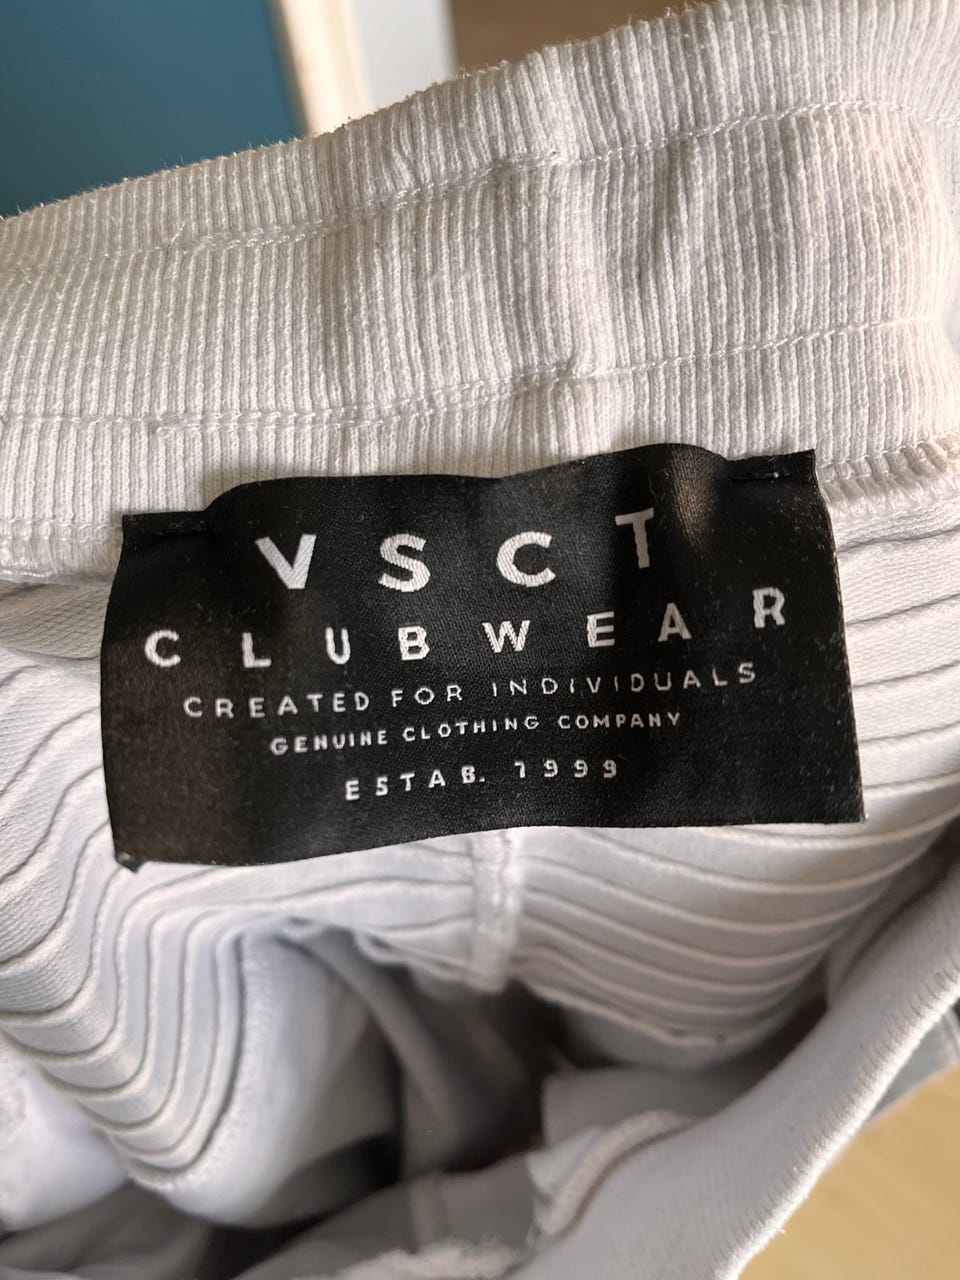 VSCT
CLUBWEAR
CREATED FOR INDIVIDUALS
GENUINE CLOTHING COMPANY
ESTAB. 1999